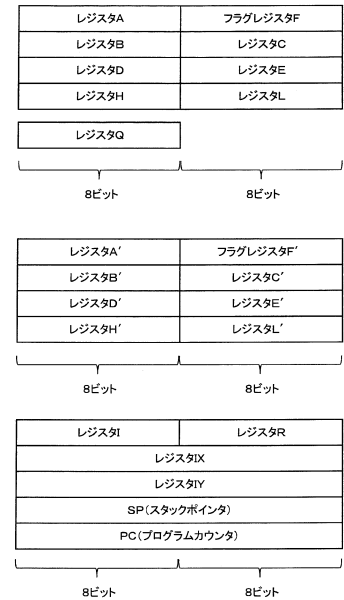 レジスタA フラグレジスタF
レジスタB レジスタC
レジスタD レジスタE
レジスタH レジスタL
レジスタQ
8ビット 8ビット
レジスタA′ フラグレジスタF′
レジスタB′ レジスタC′
レジスタD′ レジスタE′
レジスタH′ レジスタL′
8ビット 8ビット
レジスタI レジスタR
レジスタIX
レジスタIY
SP(スタックポインタ)
PC(プログラムカウンタ)
8ビット 8ビット